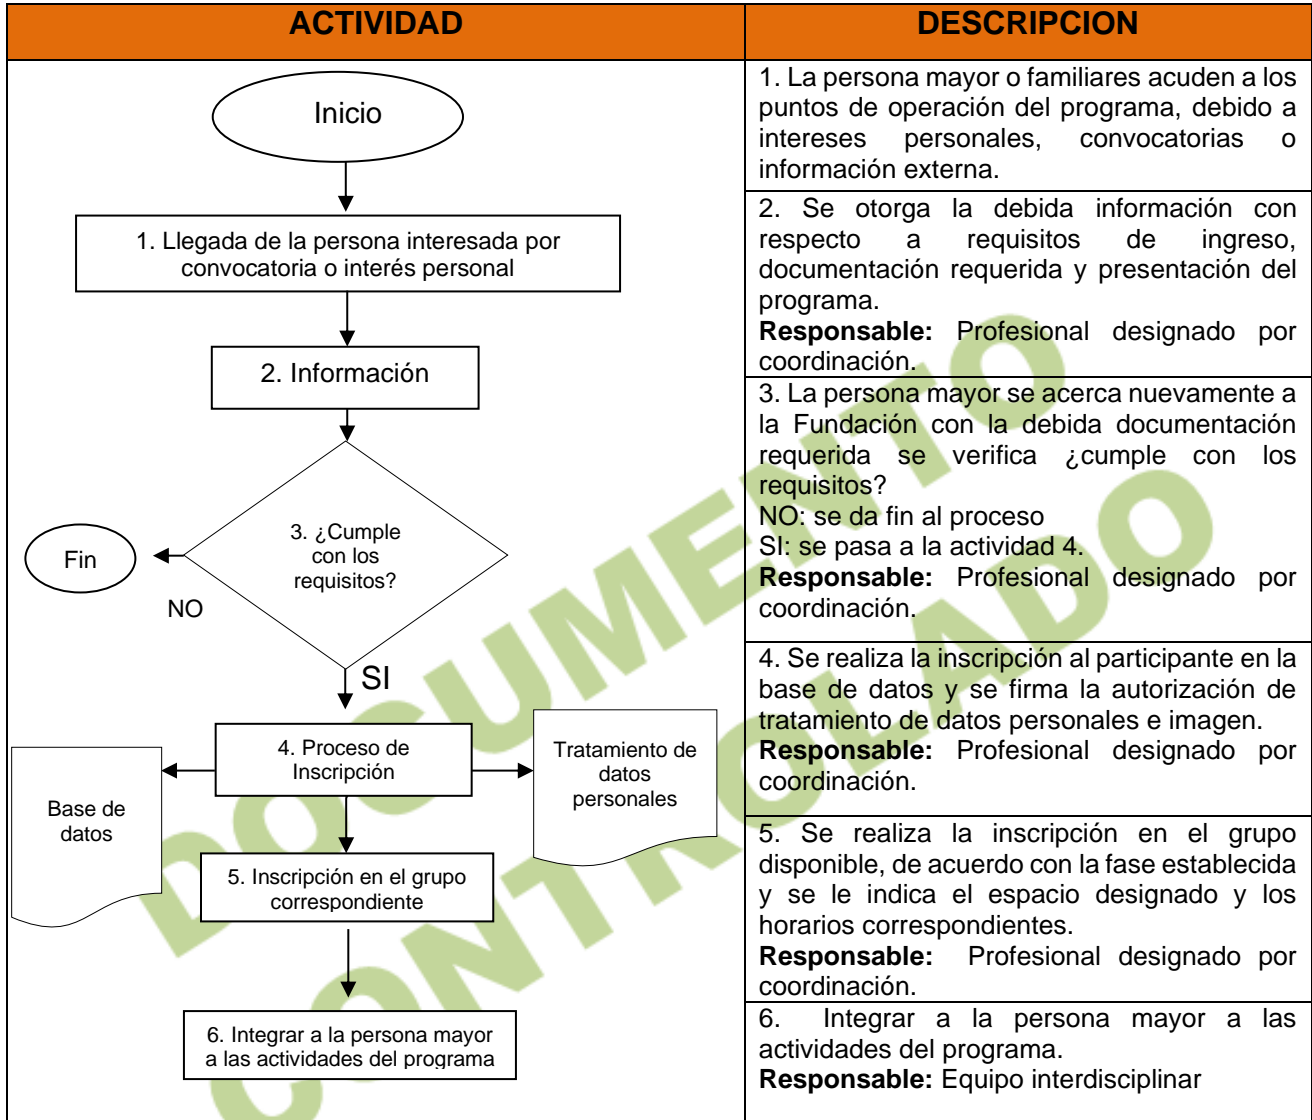 ACTIVIDAD
DESCRIPCION
Inicio
1. Llegada de la persona interesada por
convocatoria o interés personal
2. Información
3. ¿Cumple
con los
requisitos?
Fin
NO
SI
4. Proceso de
Inscripción
Tratamiento de
datos
personales
Base de
datos
5. Inscripción en el grupo
correspondiente
6. Integrar a la persona mayor
a las actividades del programa
1. La persona mayor o familiares acuden a los
puntos de operación del programa, debido a
intereses personales, convocatorias o
información externa.
2. Se otorga la debida información con
respecto a requisitos de ingreso,
documentación requerida y presentación del
programa.
Responsable: Profesional designado por
coordinación.
3. La persona mayor se acerca nuevamente a
la Fundación con la debida documentación
requerida se verifica ¿cumple con los
requisitos?
NO: se da fin al proceso
SI: se pasa a la actividad 4.
Responsable: Profesional designado por
coordinación.
4. Se realiza la inscripción al participante en la
base de datos y se firma la autorización de
tratamiento de datos personales e imagen.
Responsable: Profesional designado por
coordinación.
5. Se realiza la inscripción en el grupo
disponible, de acuerdo con la fase establecida
y se le indica el espacio designado y los
horarios correspondientes.
Responsable: Profesional designado por
coordinación.
6. Integrar a la persona mayor a las
actividades del programa.
Responsable: Equipo interdisciplinar
DOCUMENTO
CONTROLADO